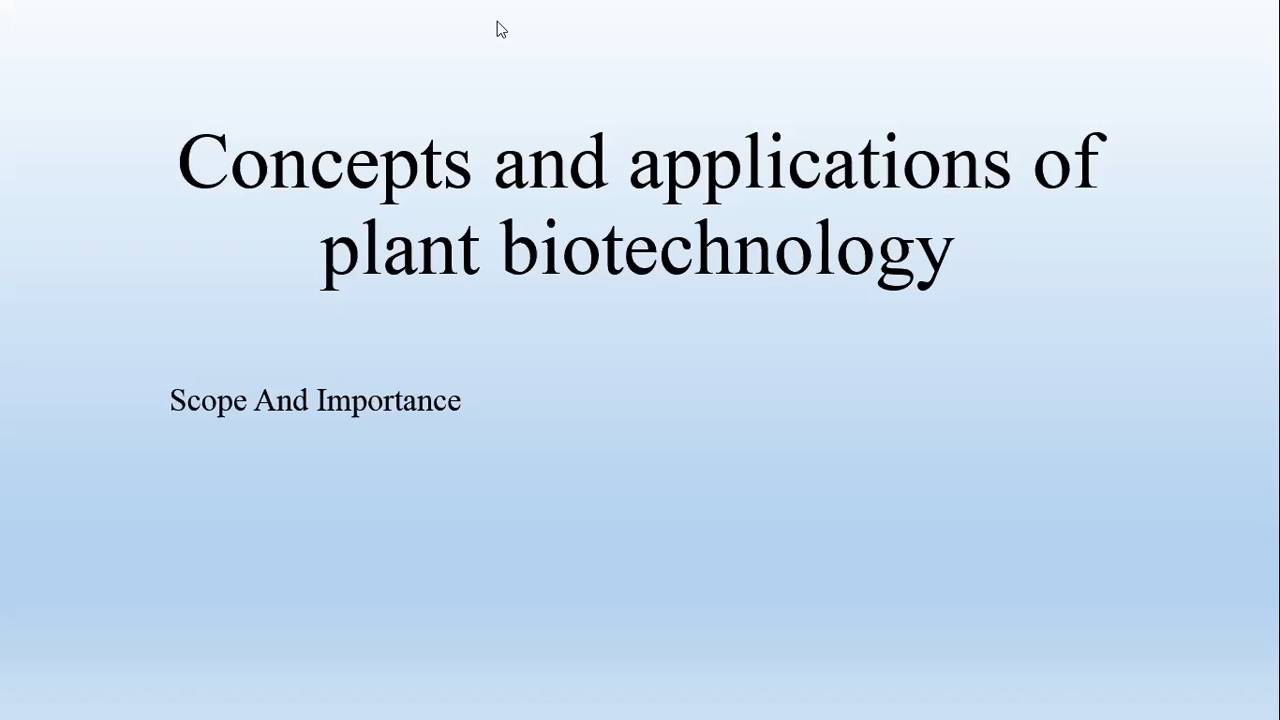 Concepts and applications of
plant biotechnology
Scope And Importance